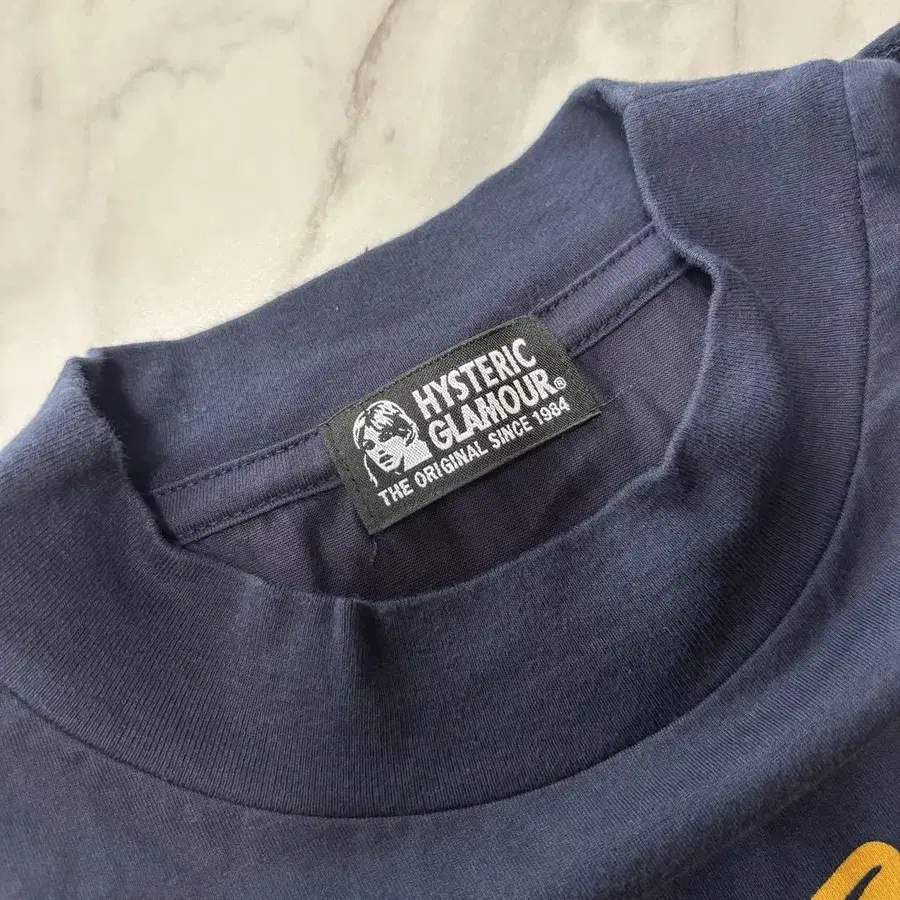 HYSTERIC
GLAMOUR®
THE ORIGINAL SINCE 1984